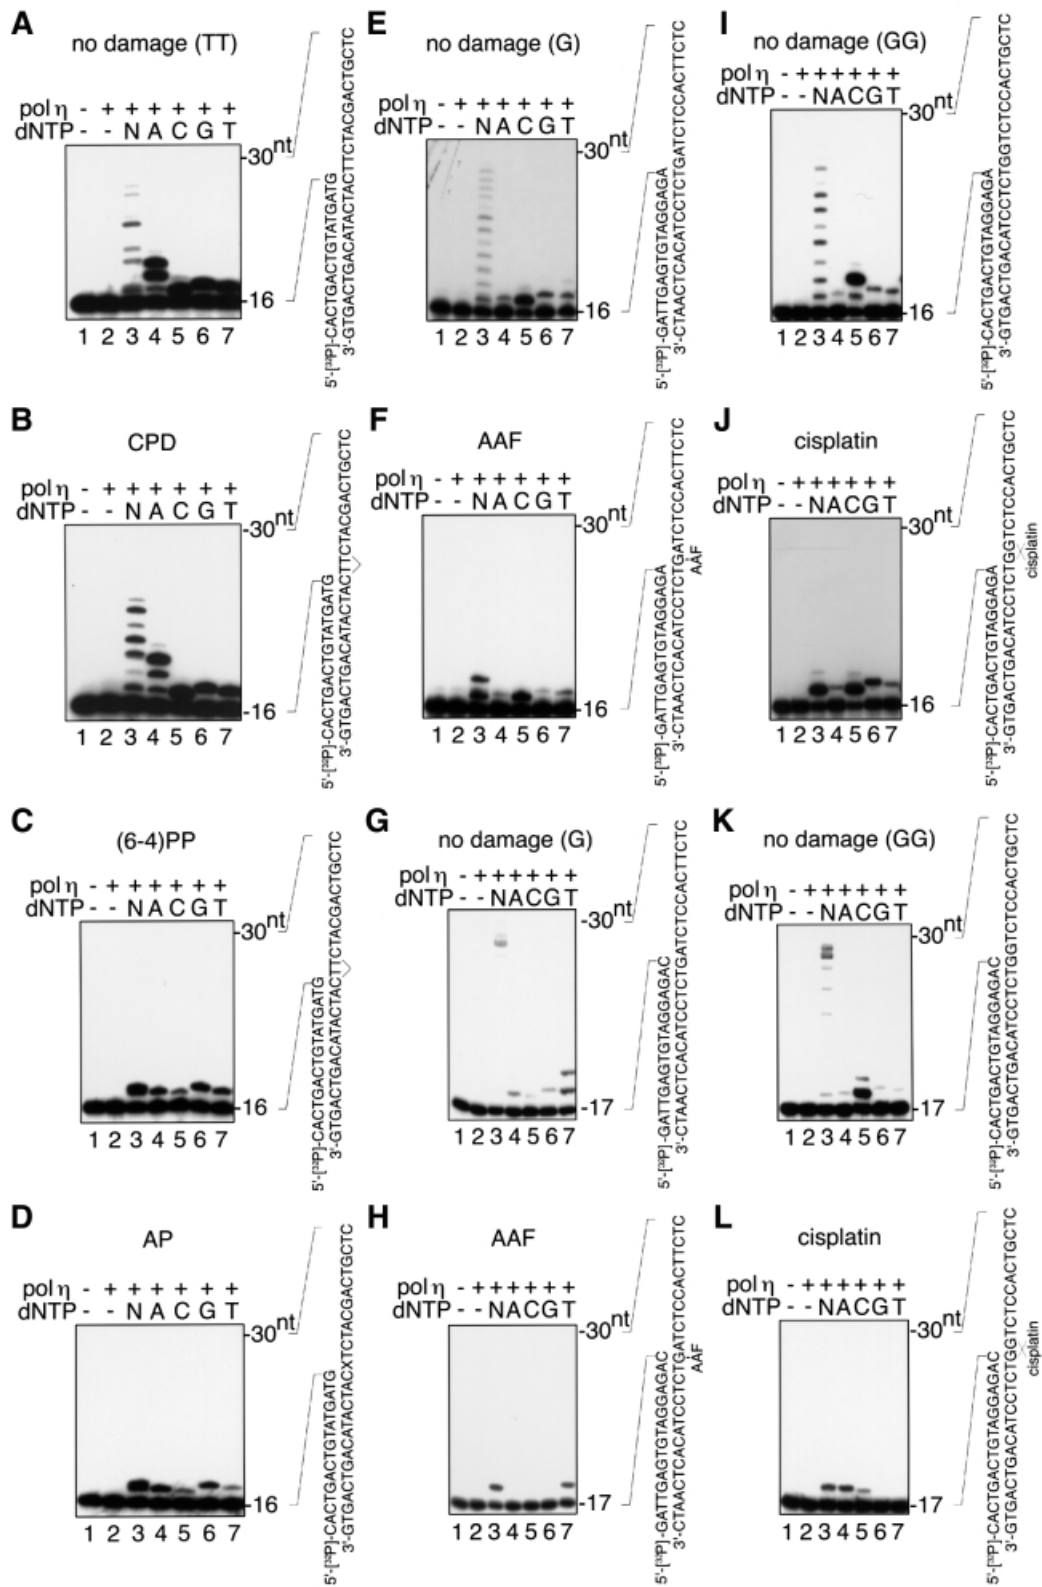 A
no damage (TT)
pol η - + + + + + +
dNTP - - N A C G T
-30nt
-16
1 2 3 4 5 6 7
5'-[32P]-CACTGACTGTATGATG
3'-GTGACTGACATACTACTTCTACGACTGCTC
E
no damage (G)
pol η - + + + + + +
dNTP - - N A C G T
-30nt
-16
1 2 3 4 5 6 7
5'-[32P]-GATTGAGTGTAGGAGA
3'-CTAACTCACATCCTCTGATCTCCACTTCTC
I
no damage (GG)
pol η - + + + + + +
dNTP - - N A C G T
-30nt
-16
1 2 3 4 5 6 7
5'-[32P]-CACTGACTGTAGGAGA
3'-GTGACTGACATCCTCTGGTCTCCACTGCTC
B
CPD
pol η - + + + + + +
dNTP - - N A C G T
-30nt
-16
1 2 3 4 5 6 7
5'-[32P]-CACTGACTGTATGATG
3'-GTGACTGACATACTACTTCTACGACTGCTC
F
AAF
pol η - + + + + + +
dNTP - - N A C G T
-30nt
-16
1 2 3 4 5 6 7
5'-[32P]-GATTGAGTGTAGGAGA
3'-CTAACTCACATCCTCTGATCTCCACTTCTC
AAF
J
cisplatin
pol η - + + + + + +
dNTP - - N A C G T
-30nt
-16
1 2 3 4 5 6 7
5'-[32P]-CACTGACTGTAGGAGA
3'-GTGACTGACATCCTCTGGTCTCCACTGCTC
cisplatin
C
(6-4)PP
pol η - + + + + + +
dNTP - - N A C G T
-30nt
-16
1 2 3 4 5 6 7
5'-[32P]-CACTGACTGTATGATG
3'-GTGACTGACATACTACTTCTACGACTGCTC
G
no damage (G)
pol η - + + + + + +
dNTP - - N A C G T
-30nt
-17
1 2 3 4 5 6 7
5'-[32P]-GATTGAGTGTAGGAGAC
3'-CTAACTCACATCCTCTGATCTCCACTTCTC
K
no damage (GG)
pol η - + + + + + +
dNTP - - N A C G T
-30nt
-17
1 2 3 4 5 6 7
5'-[32P]-CACTGACTGTAGGAGAC
3'-GTGACTGACATCCTCTGGTCTCCACTGCTC
D
AP
pol η - + + + + + +
dNTP - - N A C G T
-30nt
-16
1 2 3 4 5 6 7
5'-[32P]-CACTGACTGTATGATG
3'-GTGACTGACATACTACXTCTACGACTGCTC
H
AAF
pol η - + + + + + +
dNTP - - N A C G T
-30nt
-17
1 2 3 4 5 6 7
5'-[32P]-GATTGAGTGTAGGAGAC
3'-CTAACTCACATCCTCTGATCTCCACTTCTC
AAF
L
cisplatin
pol η - + + + + + +
dNTP - - N A C G T
-30nt
-17
1 2 3 4 5 6 7
5'-[32P]-CACTGACTGTAGGAGAC
3'-GTGACTGACATCCTCTGGTCTCCACTGCTC
cisplatin